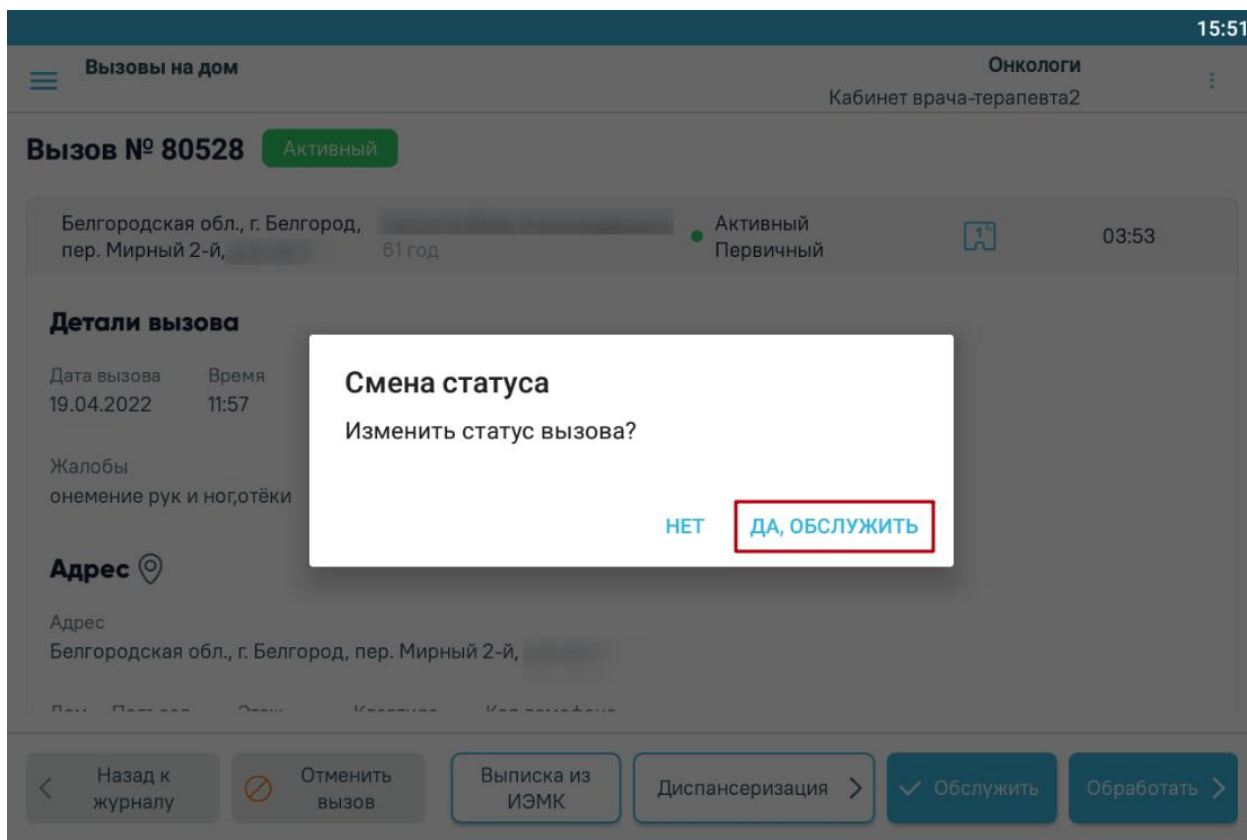 15:51
Вызовы на дом
Онкологи
Кабинет врача-терапевта2
Вызов № 80528 Активный
Белгородская обл., г. Белгород,
пер. Мирный 2-й,
61 год
Активный
Первичный
1
03:53
Детали вызова
Дата вызова Время
19.04.2022 11:57
Жалобы
онемение рук и ног,отёки
Смена статуса
Изменить статус вызова?
НЕТ ДА, ОБСЛУЖИТЬ
Адрес
Адрес
Белгородская обл., г. Белгород, пер. Мирный 2-й,
Назад к
журналу
Отменить
вызов
Выписка из
ИЭМК
Диспансеризация
Обслужить
Обработать